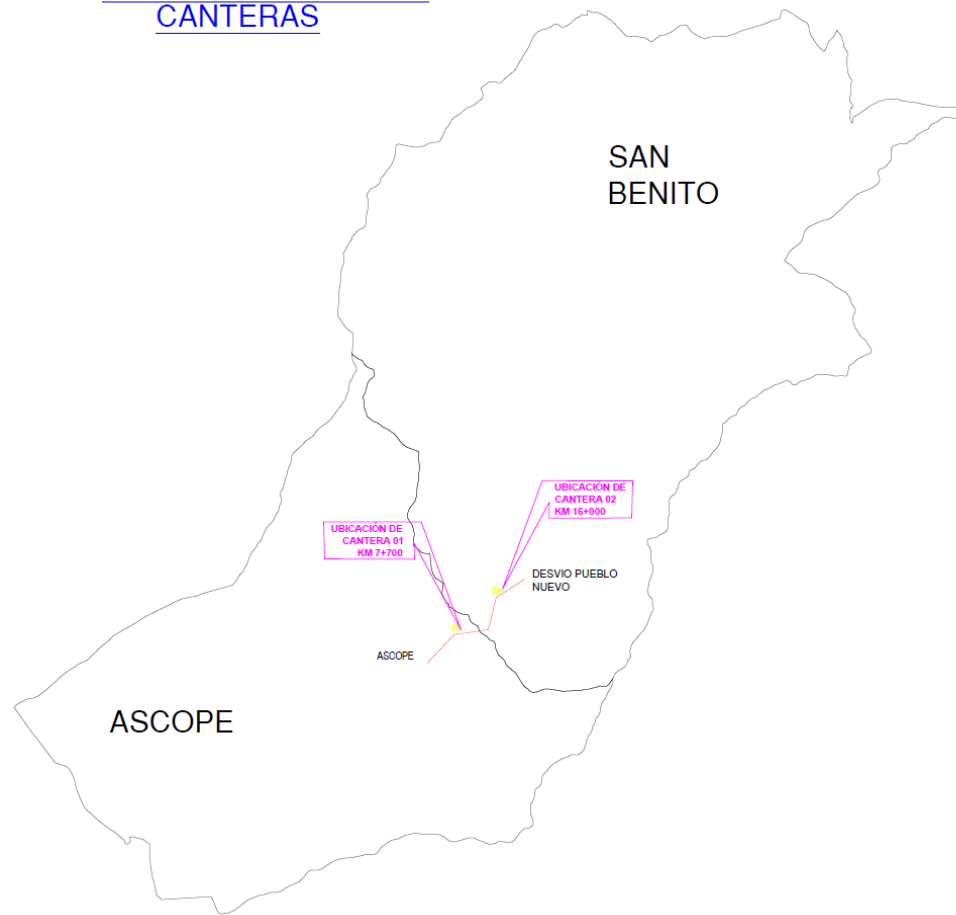 CANTERAS
SAN
BENITO
UBICACIÓN DE
CANTERA 02
KM 16+000
UBICACIÓN DE
CANTERA 01
KM 7+700
DESVIO PUEBLO
NUEVO
ASCOPE
ASCOPE